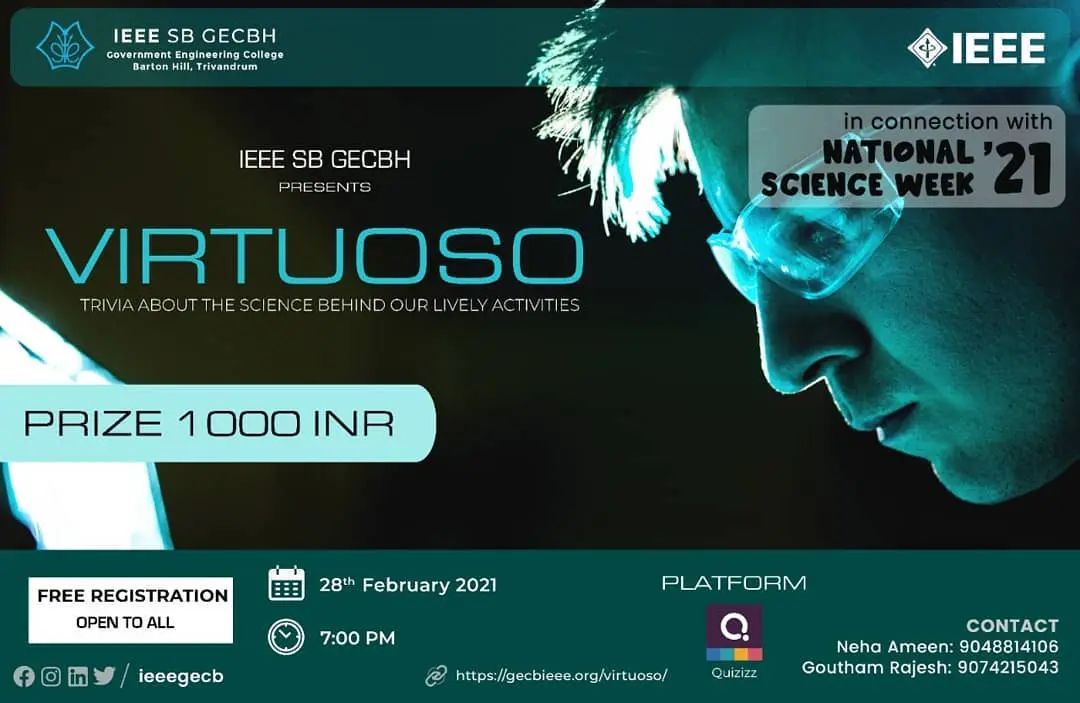 IEEE SB GECBH
Government Engineering College
Barton Hill, Trivandrum
IEEE
in connection with
NATIONAL '21
SCIENCE WEEK
IEEE SB GECBH
PRESENTS
VIRTUOSO
TRIVIA ABOUT THE SCIENCE BEHIND OUR LIVELY ACTIVITIES
PRIZE 1000 INR
FREE REGISTRATION
OPEN TO ALL
28th February 2021
7:00 PM
PLATFORM
Q
Quizizz
CONTACT
Neha Ameen: 9048814106
Goutham Rajesh: 9074215043
/ ieeegecb
https://gecbieee.org/virtuoso/